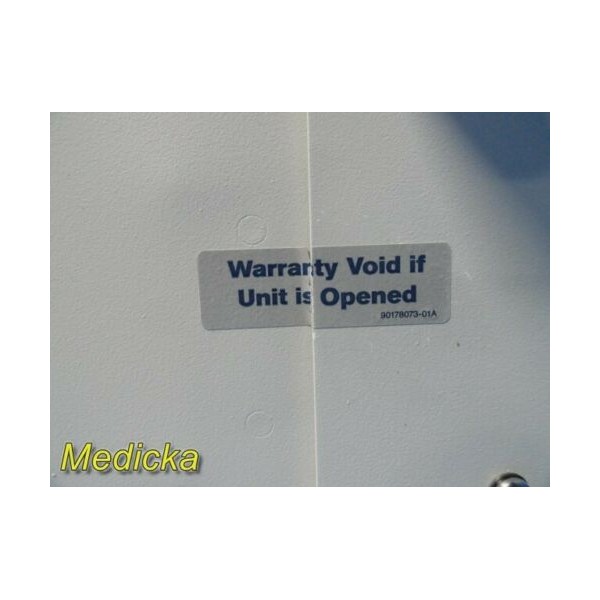 Warranty Void if
Unit is Opened
90178073-01A
Medicka